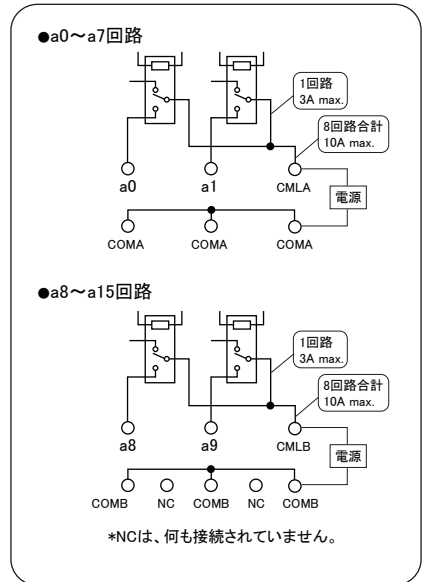 ●a0～a7回路
1回路
3A max.
8回路合計
10A max.
a0
a1
CMLA
電源
COMA
COMA
COMA
●a8～a15回路
1回路
3A max.
8回路合計
10A max.
a8
a9
CMLB
電源
COMB
NC
COMB
NC
COMB
*NCは、何も接続されていません。